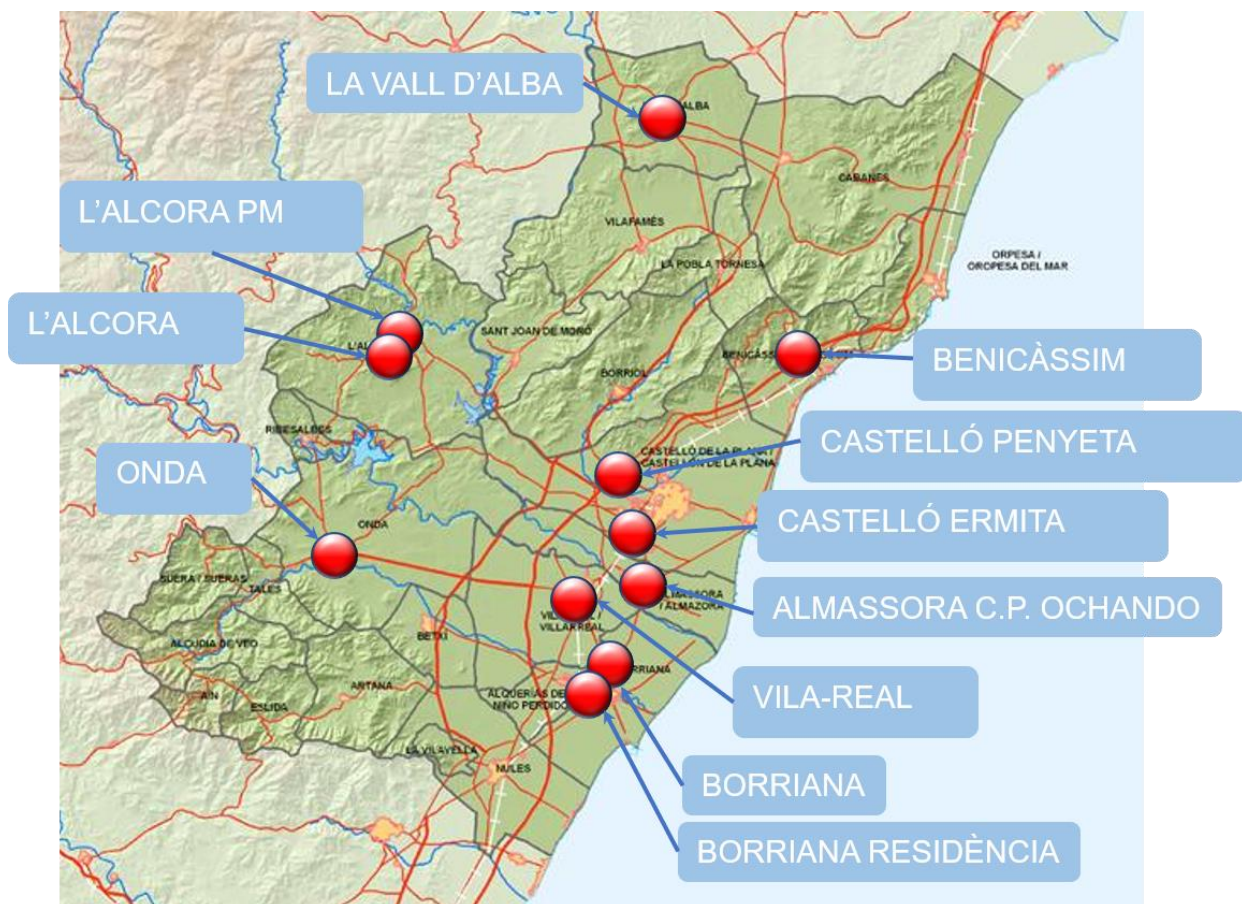 LA VALL D'ALBA
ALBA
CABANES
L'ALCORA PM
VILAFAMÉS
LA POBLA TORNESA
ORPESA /
OROPESA DEL MAR
L'ALCORA
SANT JOAN DE MORÓ
BENICÀSSIM
BORRIOL
RIBESALBES
CASTELLÓ PENYETA
CASTELLÓ DE LA PLANA /
CASTELLÓN DE LA PLANA
ONDA
ONDA
CASTELLÓ ERMITA
SUERA / SUERAS
TALES
ALMASSORA C.P. OCHANDO
/ ALMAZORA
VILLARREAL
BETXÍ
ALCUDIA DE VEO
ARTANA
AIN
ESLIDA
ALQUERÍAS DE
NIÑO PERDIDO
VILA-REAL
LA VILAVELLA
NULES
BORRIANA
BORRIANA RESIDÈNCIA